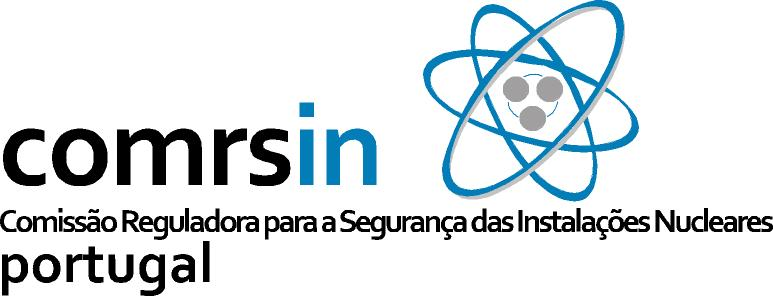 comrsin
Comissão Reguladora para a Segurança das Instalações Nucleares
portugal